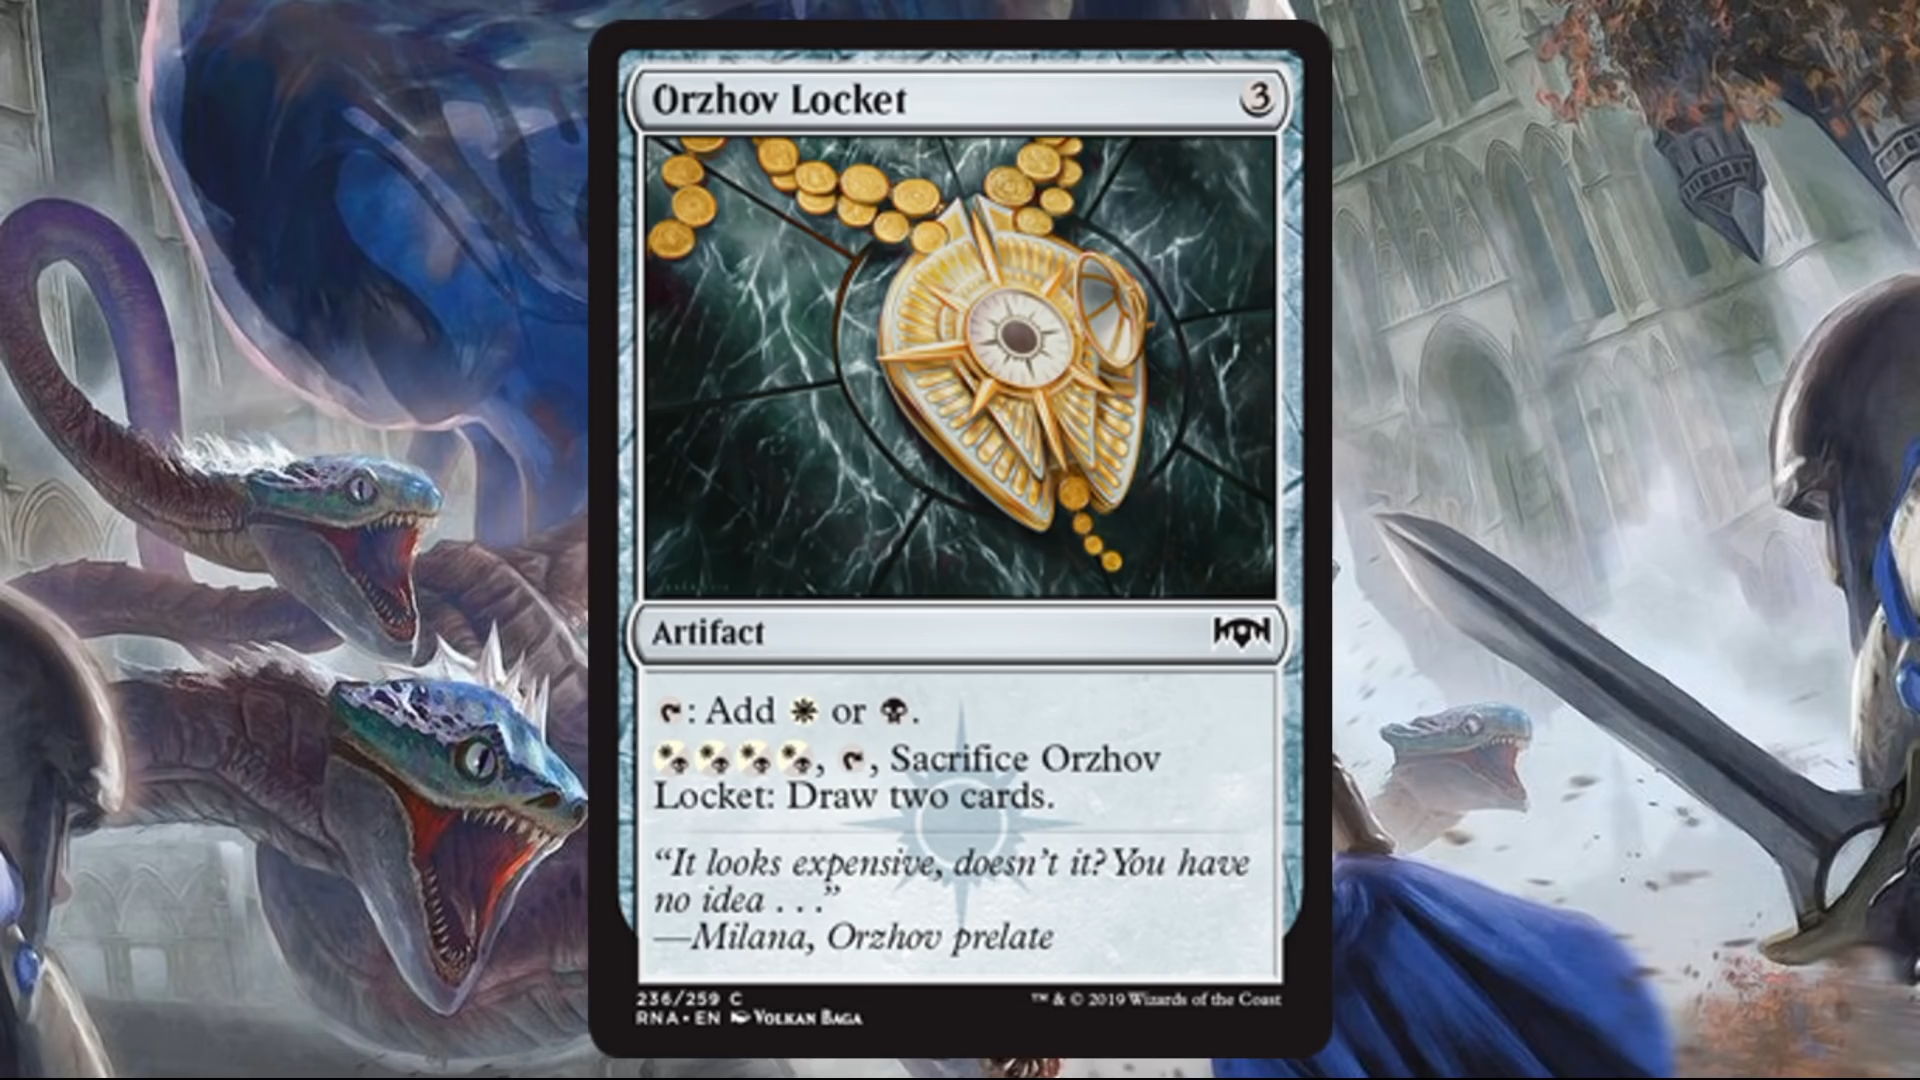 Orzhov Locket 3
Artifact
: Add or .
, , Sacrifice Orzhov
Locket: Draw two cards.
“It looks expensive, doesn’t it? You have
no idea . . .”
—Milana, Orzhov prelate
236/259 C ™ & © 2019 Wizards of the Coast
RNA • EN Volkan Baga